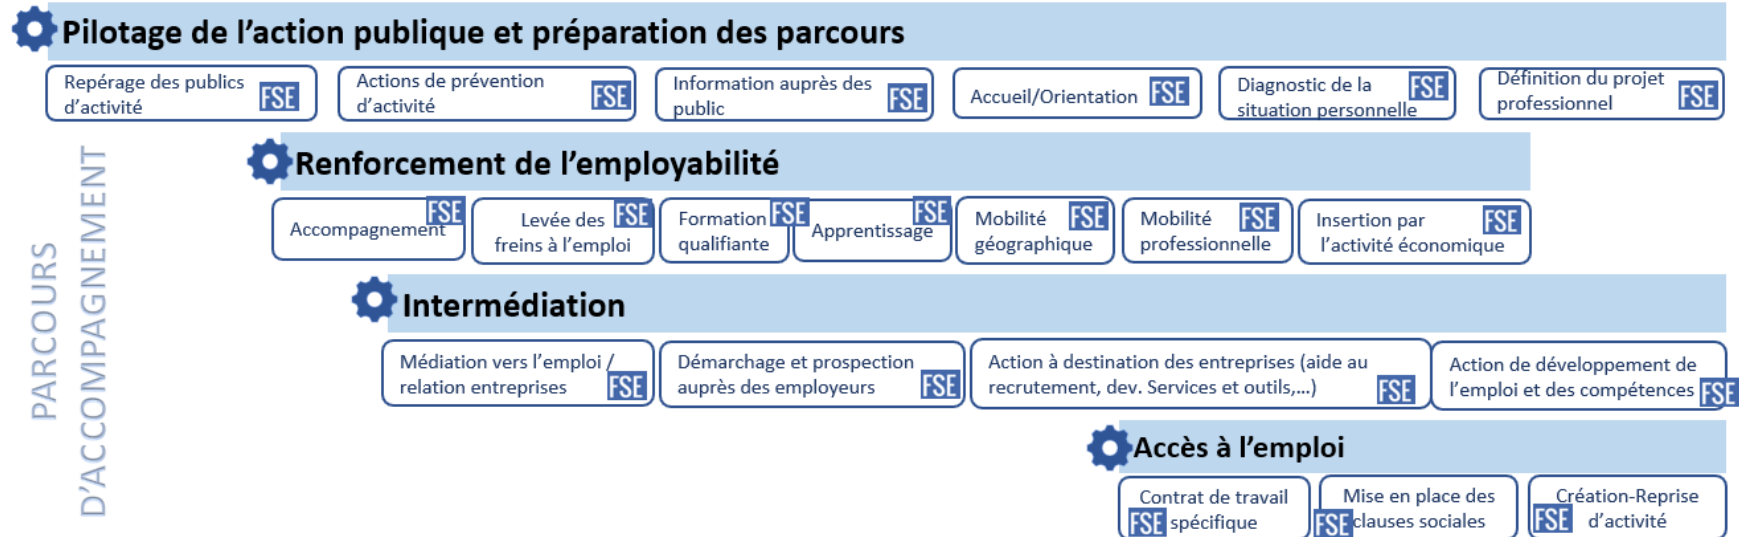 Pilotage de l'action publique et préparation des parcours
Repérage des publics
d'activité
FSE
Actions de prévention
d'activité
FSE
Information auprès des
public
FSE
Accueil/Orientation
FSE
Diagnostic de la
situation personnelle
FSE
Définition du projet
professionnel
FSE
PARCOURS
D'ACCOMPAGNEMENT
Renforcement de l'employabilité
Accompagnement
FSE
Levée des
freins à l'emploi
FSE
Formation
qualifiante
FSE
Apprentissage
FSE
Mobilité
géographique
FSE
Mobilité
professionnelle
FSE
Insertion par
l'activité économique
FSE
Intermédiation
Médiation vers l'emploi /
relation entreprises
FSE
Démarchage et prospection
auprès des employeurs
FSE
Action à destination des entreprises (aide au
recrutement, dev. Services et outils,...)
FSE
Action de développement de
l'emploi et des compétences
FSE
Accès à l'emploi
Contrat de travail
spécifique
FSE
Mise en place des
clauses sociales
FSE
Création-Reprise
d'activité
FSE